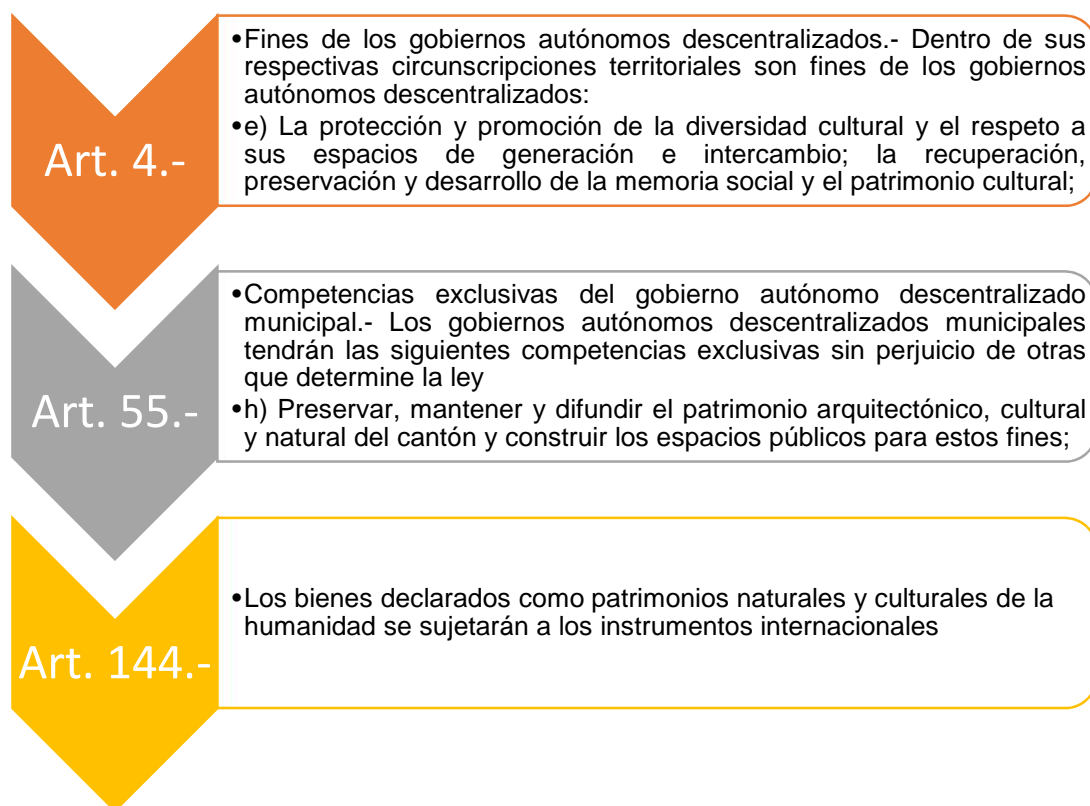 Art. 4.-
•Fines de los gobiernos autónomos descentralizados.- Dentro de sus
respectivas circunscripciones territoriales son fines de los gobiernos
autónomos descentralizados:
•e) La protección y promoción de la diversidad cultural y el respeto a
sus espacios de generación e intercambio; la recuperación,
preservación y desarrollo de la memoria social y el patrimonio cultural;
Art. 55.-
•Competencias exclusivas del gobierno autónomo descentralizado
municipal.- Los gobiernos autónomos descentralizados municipales
tendrán las siguientes competencias exclusivas sin perjuicio de otras
que determine la ley
•h) Preservar, mantener y difundir el patrimonio arquitectónico, cultural
y natural del cantón y construir los espacios públicos para estos fines;
Art. 144.-
•Los bienes declarados como patrimonios naturales y culturales de la
humanidad se sujetarán a los instrumentos internacionales